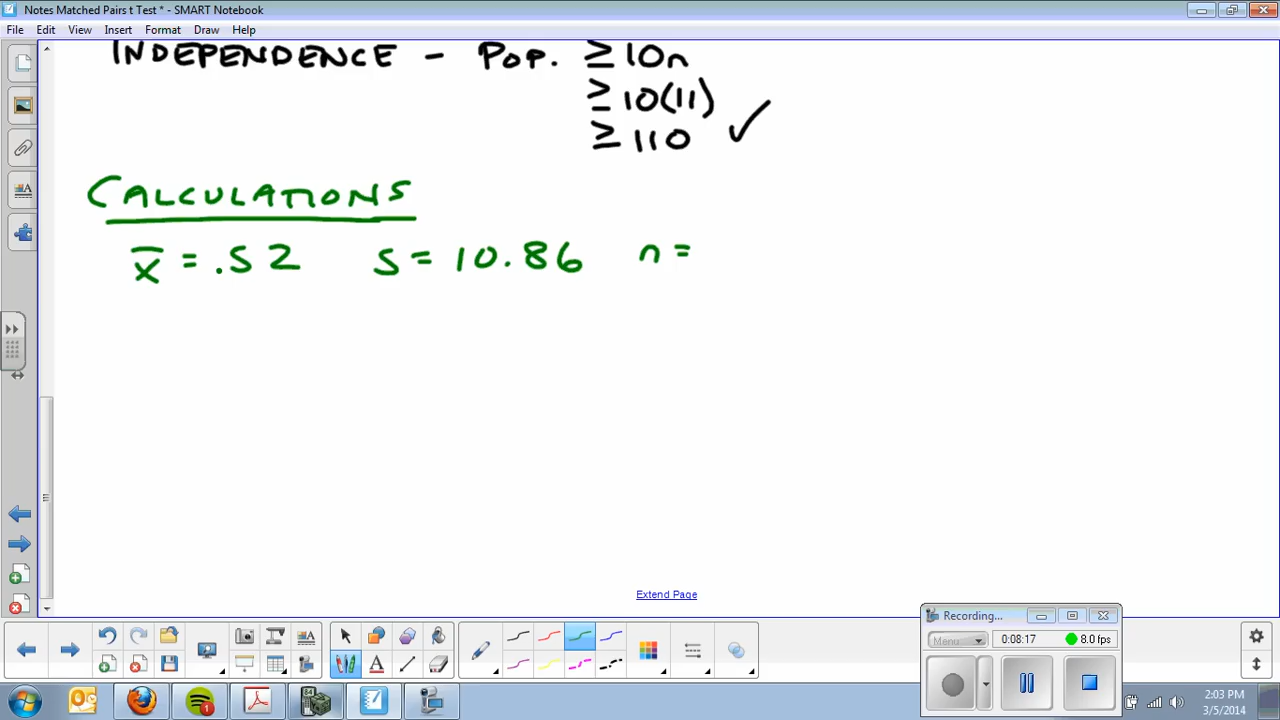 Notes Matched Pairs t Test * - SMART Notebook
File Edit View Insert Format Draw Help
INDEPENDENCE - POP. ≥ 10n
≥ 10(11)
≥ 110 ✓
CALCULATIONS
x̄ = .52 s = 10.86 n =
Extend Page
Recording...
Menu 0:08:17 8.0 fps
2:03 PM
3/5/2014